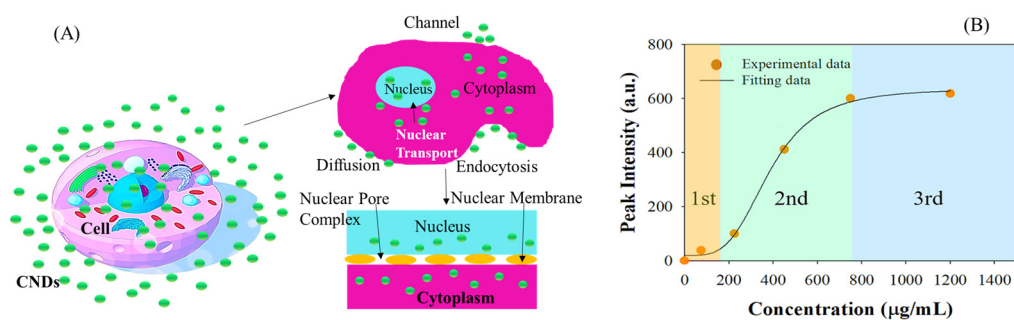 (A)
Channel
Nucleus
Cytoplasm
Nuclear
Transport
Diffusion
Endocytosis
Cell
CNDs
Nuclear Pore
Complex
Nuclear Membrane
Nucleus
Cytoplasm
(B)
Peak Intensity (a.u.)
800
600
400
200
0
Experimental data
Fitting data
1st
2nd
3rd
0 200 400 600 800 1000 1200 1400
Concentration (μg/mL)